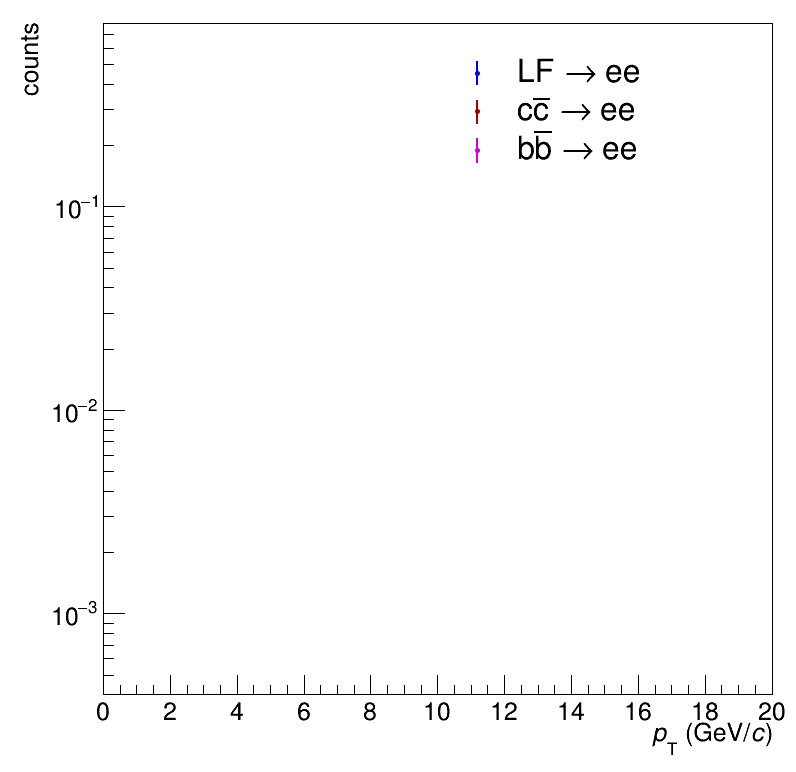 counts
LF → ee
cc̅ → ee
bb̅ → ee
10⁻¹
10⁻²
10⁻³
0 2 4 6 8 10 12 14 16 18 20
p_T (GeV/c)